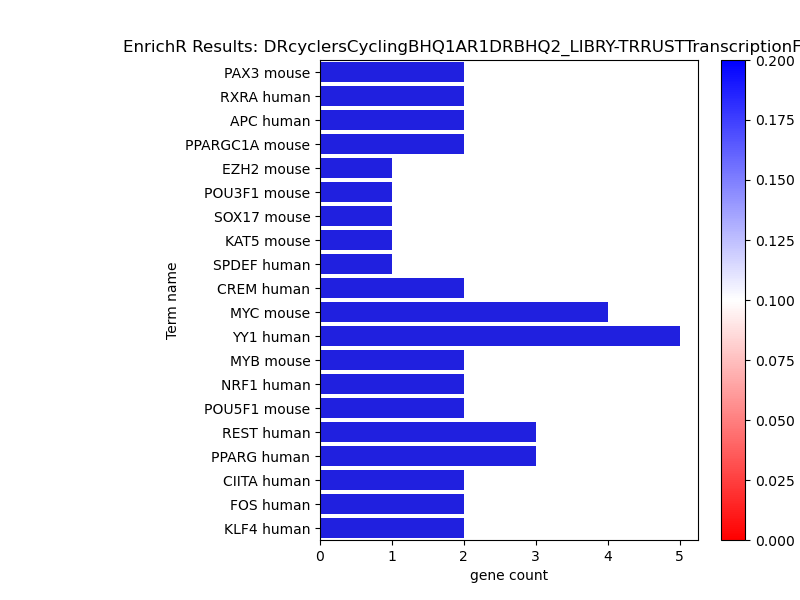 EnrichR Results: DRcyclersCyclingBHQ1AR1DRBHQ2_LIBRY-TRRUSTTranscriptionF
PAX3 mouse
RXRA human
APC human
PPARGC1A mouse
EZH2 mouse
POU3F1 mouse
SOX17 mouse
KAT5 mouse
SPDEF human
CREM human
MYC mouse
YY1 human
MYB mouse
NRF1 human
POU5F1 mouse
REST human
PPARG human
CIITA human
FOS human
KLF4 human
Term name
0 1 2 3 4 5
gene count
0.200
0.175
0.150
0.125
0.100
0.075
0.050
0.025
0.000